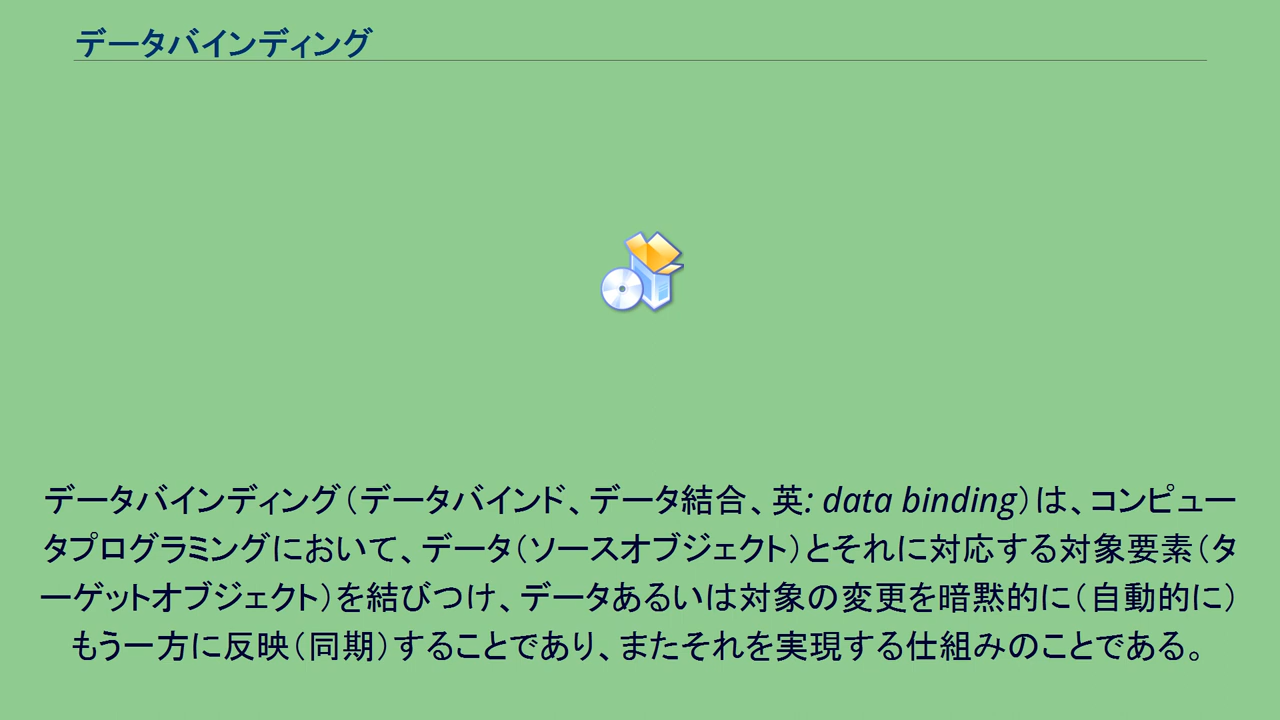 データバインディング
データバインディング（データバインド、データ結合、英: data binding）は、コンピュー
タプログラミングにおいて、データ（ソースオブジェクト）とそれに対応する対象要素（タ
ーゲットオブジェクト）を結びつけ、データあるいは対象の変更を暗黙的に（自動的に）
もう一方に反映（同期）することであり、またそれを実現する仕組みのことである。